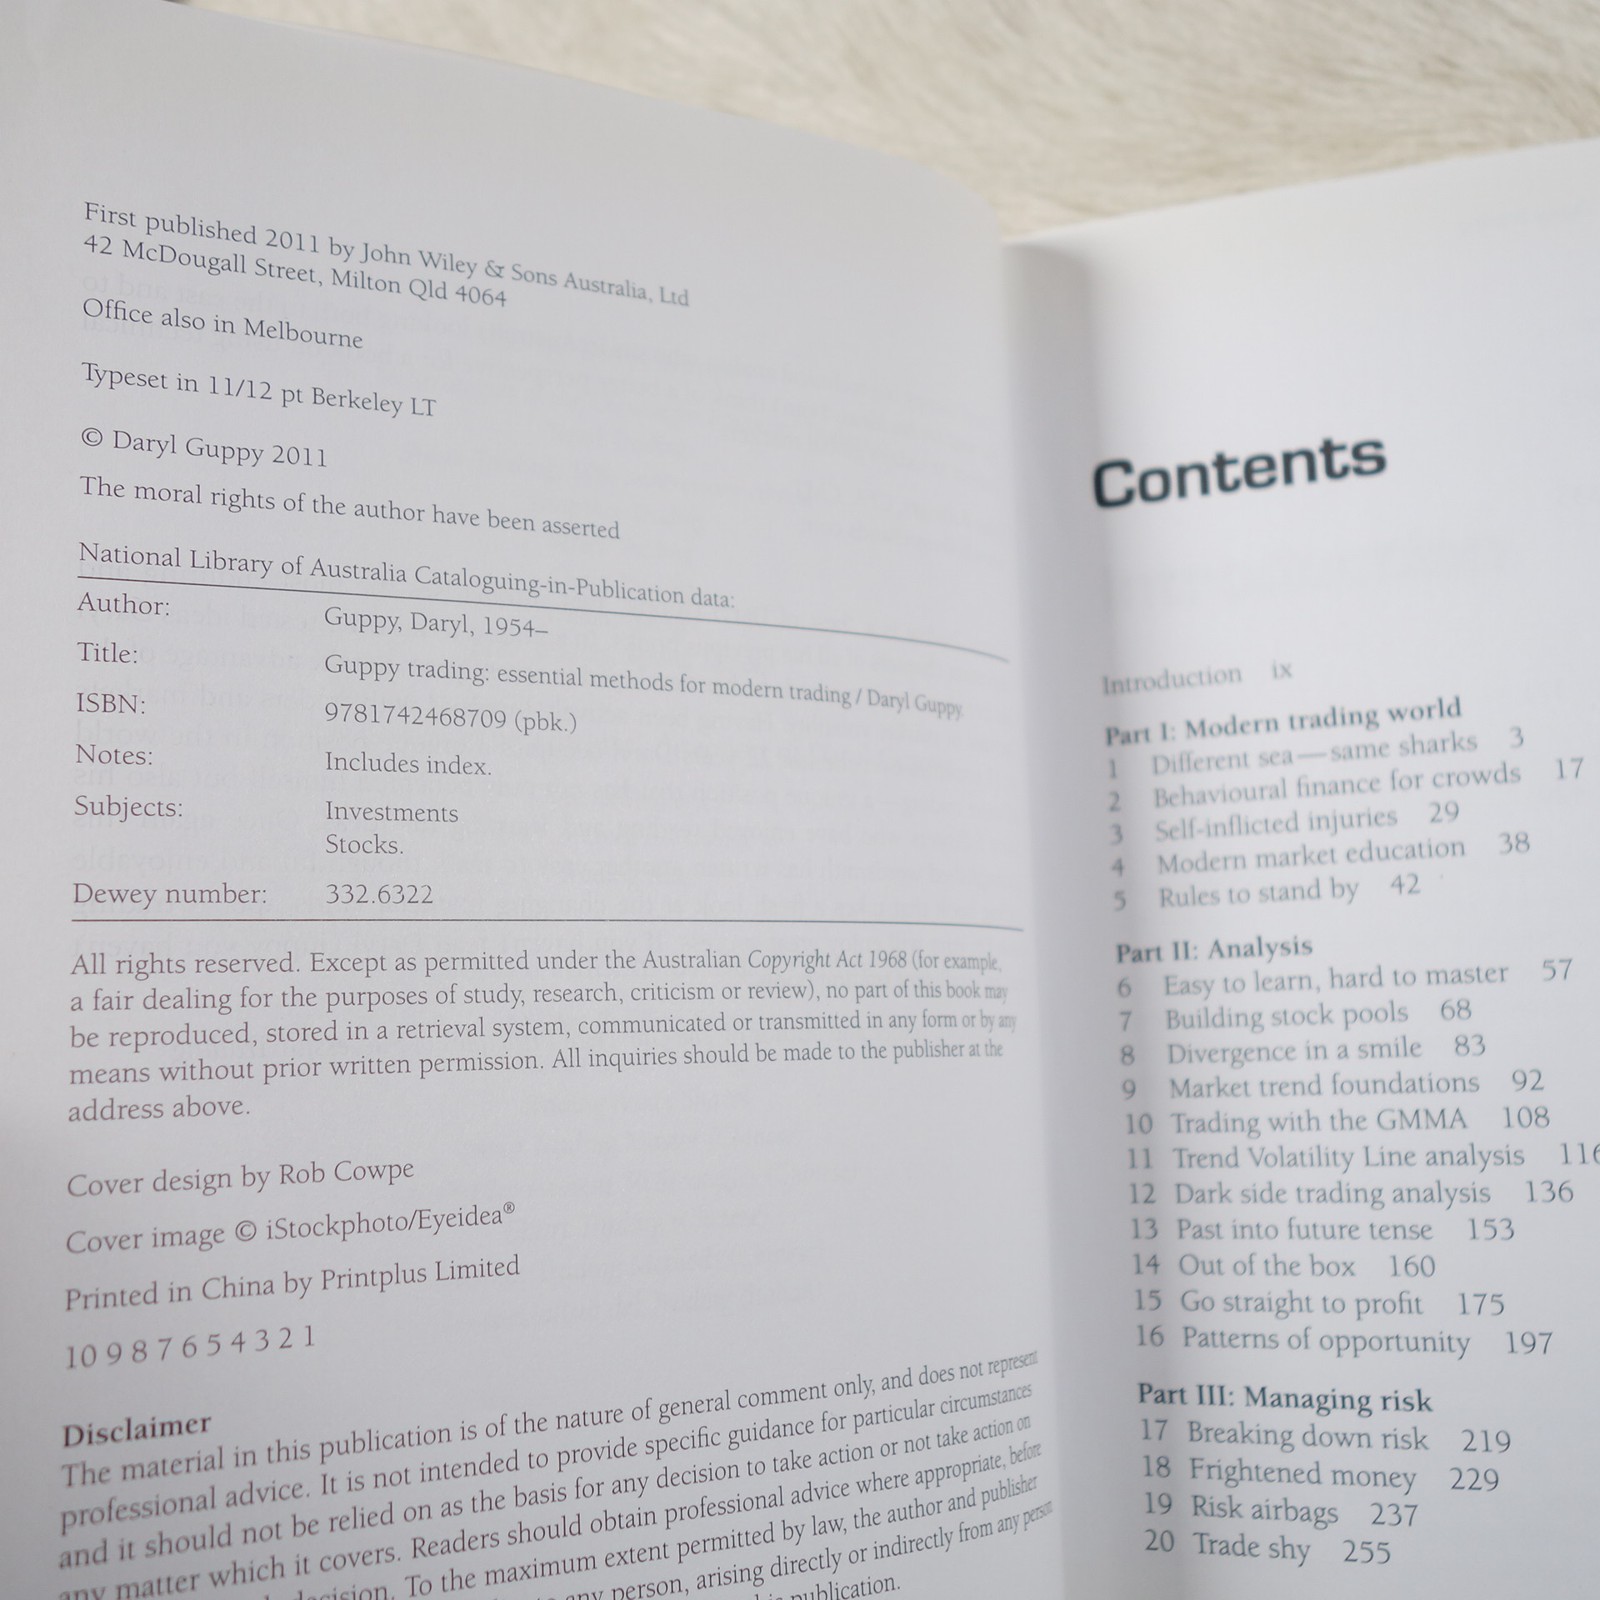 First published 2011 by John Wiley & Sons Australia, Ltd
42 McDougall Street, Milton Qld 4064
Office also in Melbourne
Typeset in 11/12 pt Berkeley LT
© Daryl Guppy 2011
The moral rights of the author have been asserted
National Library of Australia Cataloguing-in-Publication data:
Author: Guppy, Daryl, 1954–
Title: Guppy trading: essential methods for modern trading / Daryl Guppy
ISBN: 9781742468709 (pbk.)
Notes: Includes index.
Subjects: Investments
Stocks.
Dewey number: 332.6322
All rights reserved. Except as permitted under the Australian Copyright Act 1968 (for example,
a fair dealing for the purposes of study, research, criticism or review), no part of this book may
be reproduced, stored in a retrieval system, communicated or transmitted in any form or by any
means without prior written permission. All inquiries should be made to the publisher at the
address above.
Cover design by Rob Cowpe
Cover image © iStockphoto/Eyeidea®
Printed in China by Printplus Limited
10 9 8 7 6 5 4 3 2 1
Disclaimer
The material in this publication is of the nature of general comment only, and does not represent
professional advice. It is not intended to provide specific guidance for particular circumstances
and it should not be relied on as the basis for any decision to take action or not take action on
any matter which it covers. Readers should obtain professional advice where appropriate, before
decision. To the maximum extent permitted by law, the author and publisher
any person, arising directly or indirectly from any person
publication.
Contents
Introduction ix
Part I: Modern trading world
1 Different sea—same sharks 3
2 Behavioural finance for crowds 17
3 Self-inflicted injuries 29
4 Modern market education 38
5 Rules to stand by 42
Part II: Analysis
6 Easy to learn, hard to master 57
7 Building stock pools 68
8 Divergence in a smile 83
9 Market trend foundations 92
10 Trading with the GMMA 108
11 Trend Volatility Line analysis 116
12 Dark side trading analysis 136
13 Past into future tense 153
14 Out of the box 160
15 Go straight to profit 175
16 Patterns of opportunity 197
Part III: Managing risk
17 Breaking down risk 219
18 Frightened money 229
19 Risk airbags 237
20 Trade shy 255